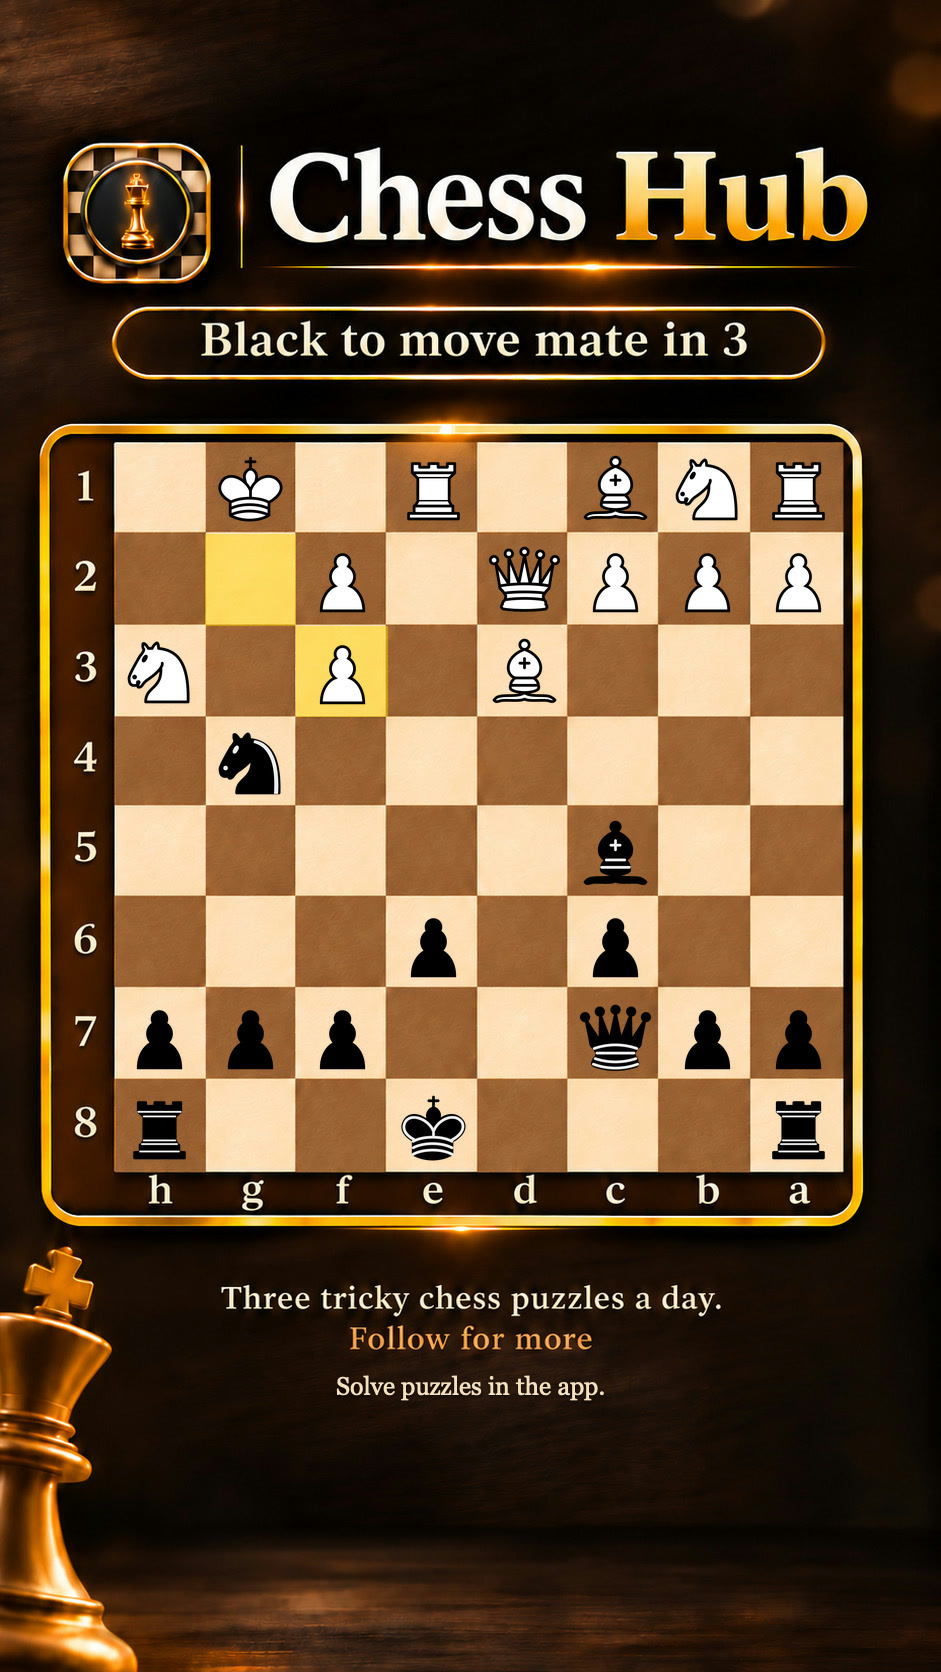 Chess Hub
Black to move mate in 3
1
2
3
4
5
6
7
8
h g f e d c b a
Three tricky chess puzzles a day.
Follow for more
Solve puzzles in the app.